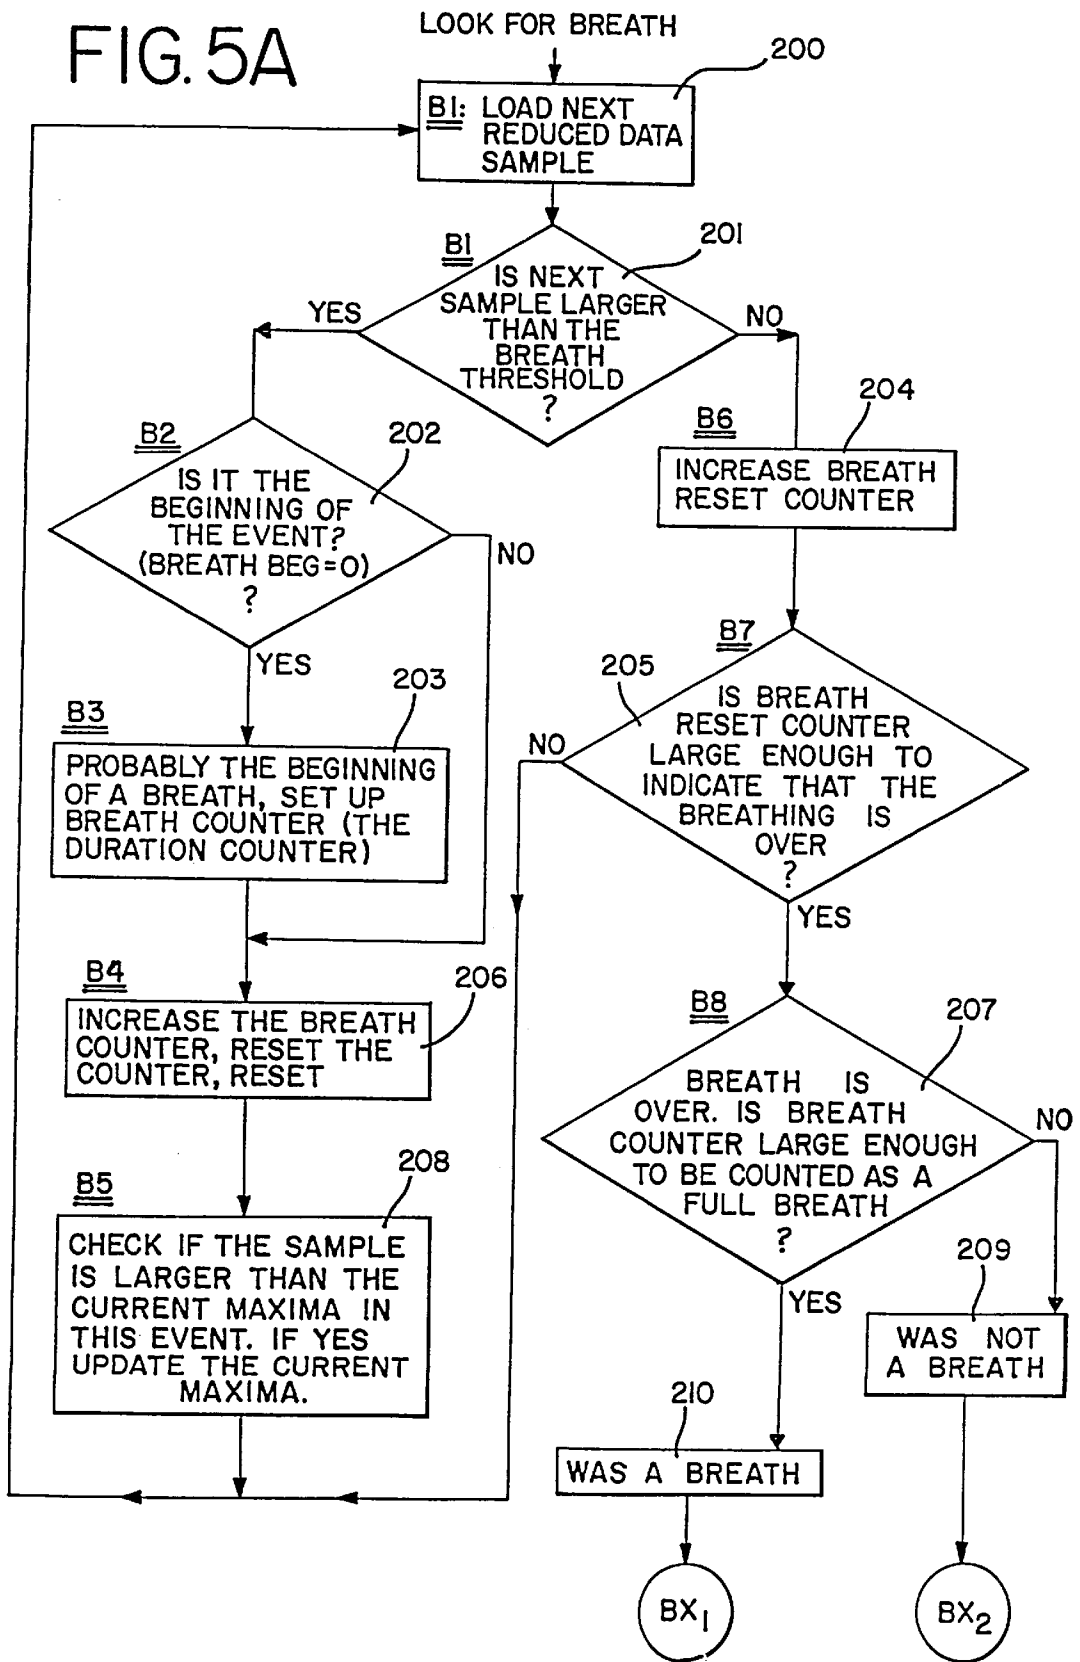 FIG. 5A
LOOK FOR BREATH
200
B1: LOAD NEXT
REDUCED DATA
SAMPLE
B1
201
IS NEXT
SAMPLE LARGER
THAN THE
BREATH
THRESHOLD
?
YES
NO
B2
202
IS IT THE
BEGINNING OF
THE EVENT?
(BREATH BEG=0)
?
NO
YES
B6
204
INCREASE BREATH
RESET COUNTER
B3
203
PROBABLY THE BEGINNING
OF A BREATH, SET UP
BREATH COUNTER (THE
DURATION COUNTER)
B7
205
IS BREATH
RESET COUNTER
LARGE ENOUGH TO
INDICATE THAT THE
BREATHING IS
OVER
?
NO
YES
B4
206
INCREASE THE BREATH
COUNTER, RESET THE
COUNTER, RESET
B8
207
BREATH IS
OVER. IS BREATH
COUNTER LARGE ENOUGH
TO BE COUNTED AS A
FULL BREATH
?
NO
YES
B5
208
CHECK IF THE SAMPLE
IS LARGER THAN THE
CURRENT MAXIMA IN
THIS EVENT. IF YES
UPDATE THE CURRENT
MAXIMA.
209
WAS NOT
A BREATH
210
WAS A BREATH
BX1
BX2